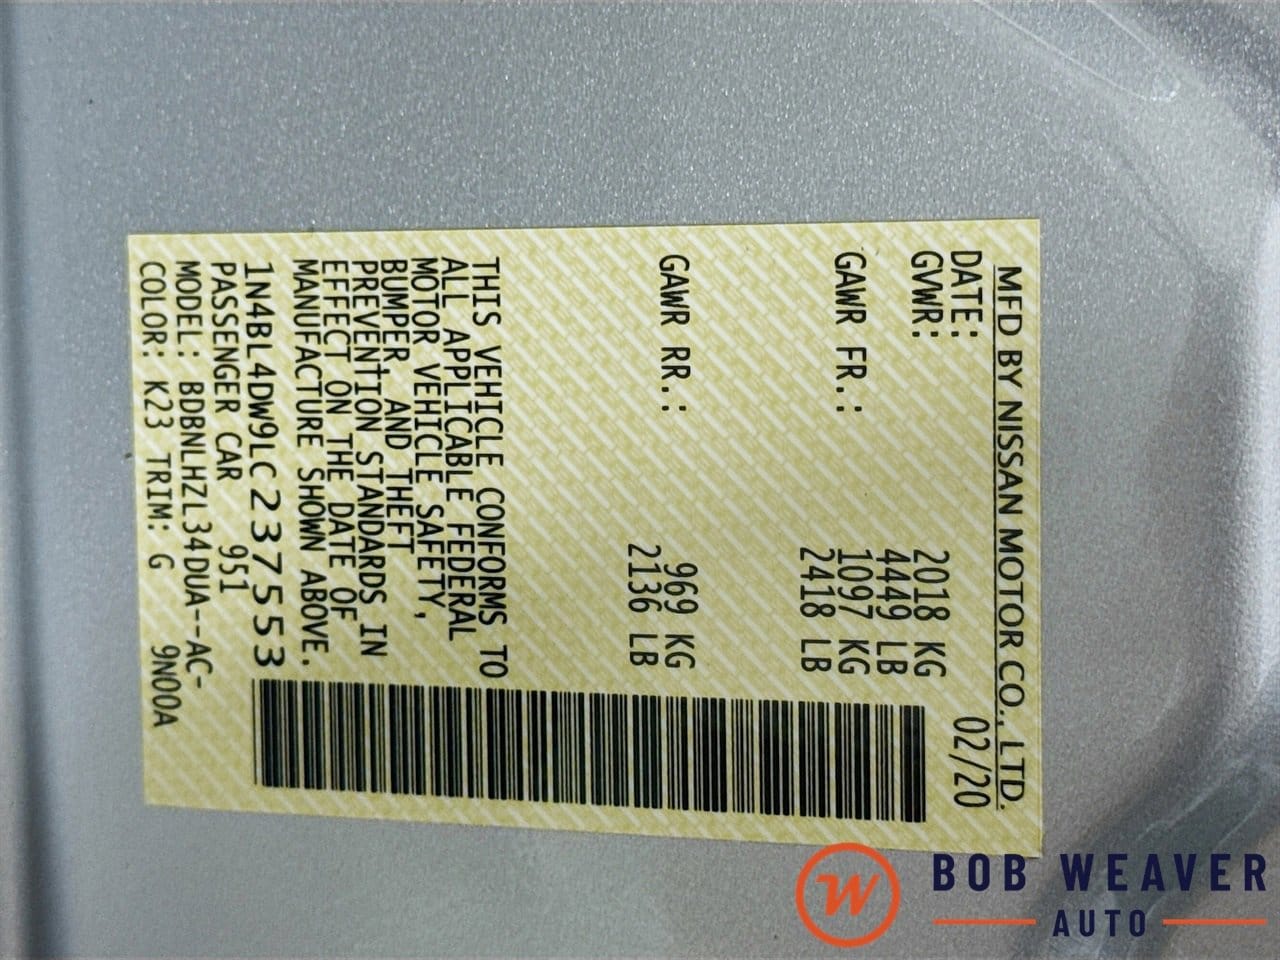 MFD BY NISSAN MOTOR CO., LTD.
DATE: 02/20
GVWR: 2018 KG
4449 LB
GAWR FR.: 1097 KG
2418 LB
GAWR RR.: 969 KG
2136 LB
THIS VEHICLE CONFORMS TO
ALL APPLICABLE FEDERAL
MOTOR VEHICLE SAFETY,
BUMPER, AND THEFT
PREVENTION STANDARDS IN
EFFECT ON THE DATE OF
MANUFACTURE SHOWN ABOVE.
1N4BL4DW9LC237553
PASSENGER CAR 951
MODEL: BDBNLHZL34DUA--AC-
COLOR: K23 TRIM: G 9N00A
W BOB WEAVER
AUTO